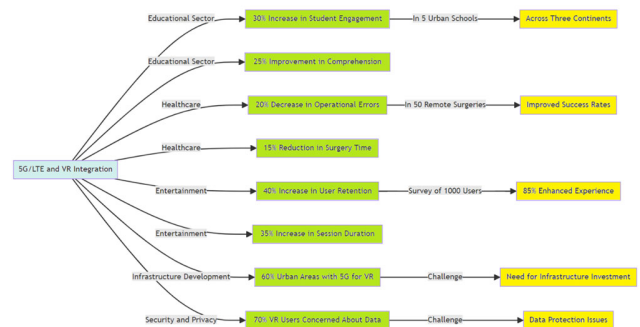 Educational Sector 30% Increase in Student Engagement In 5 Urban Schools Across Three Continents
Educational Sector 25% Improvement in Comprehension
Healthcare 20% Decrease in Operational Errors In 50 Remote Surgeries Improved Success Rates
Healthcare 15% Reduction in Surgery Time
5G/LTE and VR Integration
Entertainment 40% Increase in User Retention Survey of 1000 Users 85% Enhanced Experience
Entertainment 35% Increase in Session Duration
Infrastructure Development 60% Urban Areas with 5G for VR Challenge Need for Infrastructure Investment
Security and Privacy 70% VR Users Concerned About Data Challenge Data Protection Issues